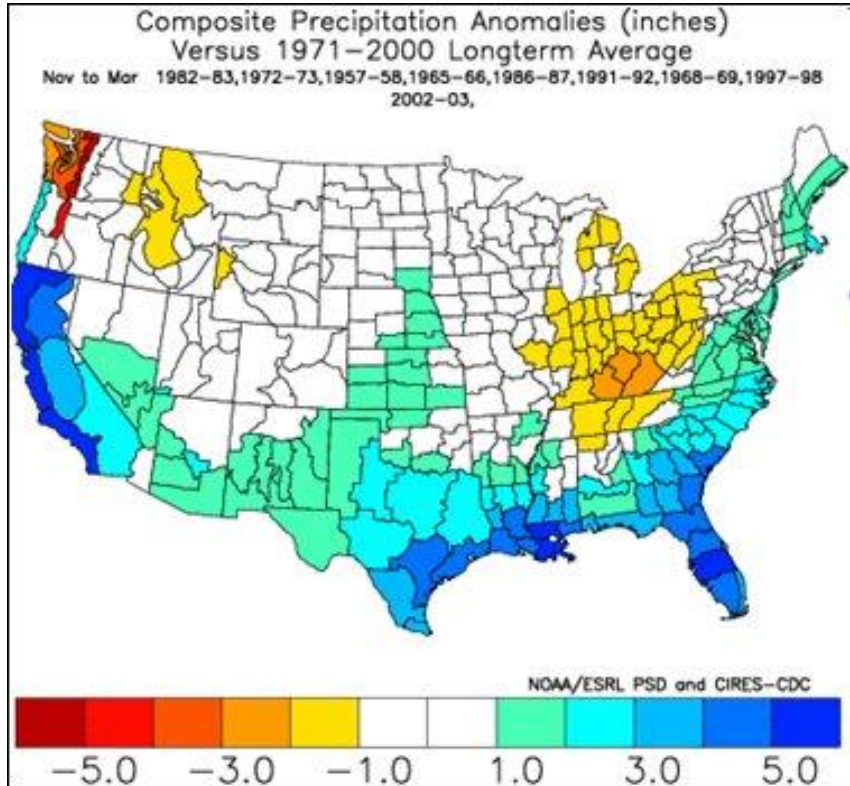 Composite Precipitation Anomalies (inches)
Versus 1971-2000 Longterm Average
Nov to Mar 1982-83,1972-73,1957-58,1965-66,1986-87,1991-92,1968-69,1997-98
2002-03,
NOAA/ESRL PSD and CIRES-CDC
-5.0 -3.0 -1.0 1.0 3.0 5.0